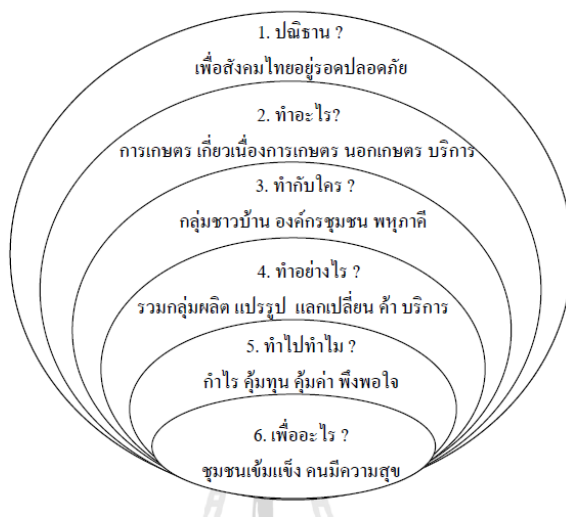 1. ปณิธาน ?
เพื่อสังคมไทยอยู่รอดปลอดภัย
2. ทำอะไร?
การเกษตร เกี่ยวเนื่องการเกษตร นอกเกษตร บริการ
3. ทำกับใคร ?
กลุ่มชาวบ้าน องค์กรชุมชน พหุภาคี
4. ทำอย่างไร ?
รวมกลุ่มผลิต แปรรูป แลกเปลี่ยน ค้า บริการ
5. ทำไปทำไม ?
กำไร คุ้มทุน คุ้มค่า พึงพอใจ
6. เพื่ออะไร ?
ชุมชนเข้มแข็ง คนมีความสุข